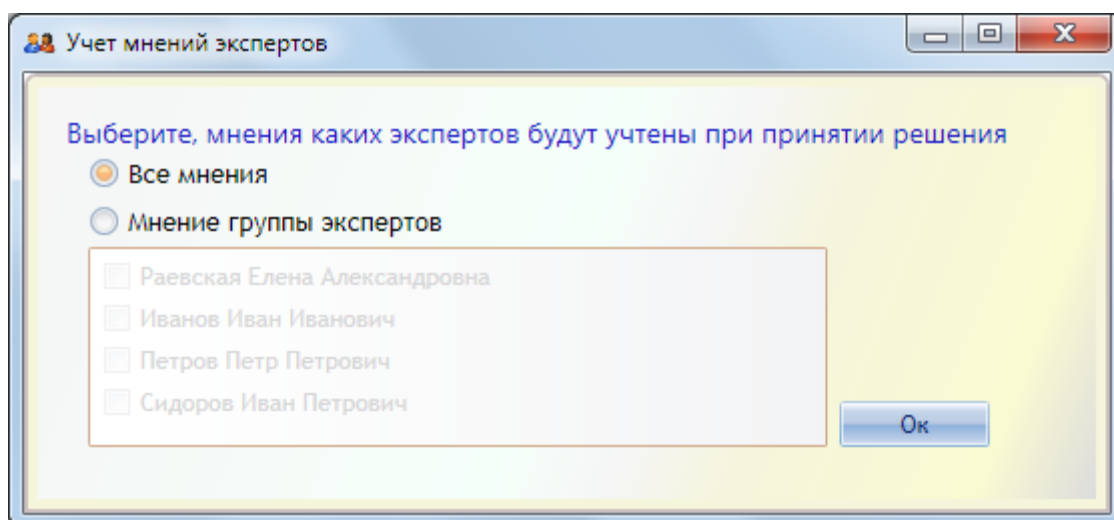 Учет мнений экспертов
Выберите, мнения каких экспертов будут учтены при принятии решения
Все мнения
Мнение группы экспертов
Раевская Елена Александровна
Иванов Иван Иванович
Петров Петр Петрович
Сидоров Иван Петрович
Ок